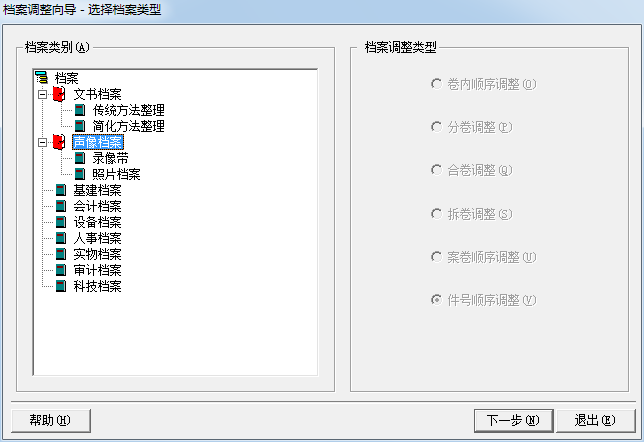 档案调整向导 - 选择档案类型
档案类别(A)
档案
文书档案
传统方法整理
简化方法整理
声像档案
录像带
照片档案
基建档案
会计档案
设备档案
人事档案
实物档案
审计档案
科技档案
档案调整类型
卷内顺序调整(O)
分卷调整(P)
合卷调整(Q)
拆卷调整(S)
案卷顺序调整(U)
件号顺序调整(V)
帮助(H)
下一步(N)
退出(E)